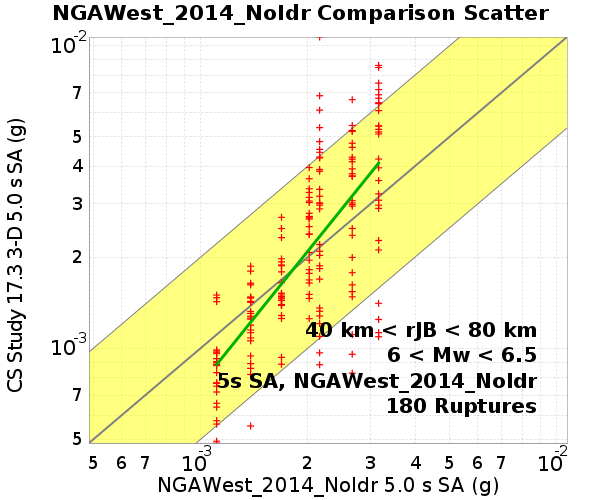 NGAWest_2014_NoIdr Comparison Scatter
CS Study 17.3 3-D 5.0 s SA (g)
10-2
7
5
4
3
2
10-3
7
5
40 km < rJB < 80 km
6 < Mw < 6.5
5s SA, NGAWest_2014_NoIdr
180 Ruptures
5 6 7 10-3 2 3 4 5 6 7 10-2
NGAWest_2014_NoIdr 5.0 s SA (g)